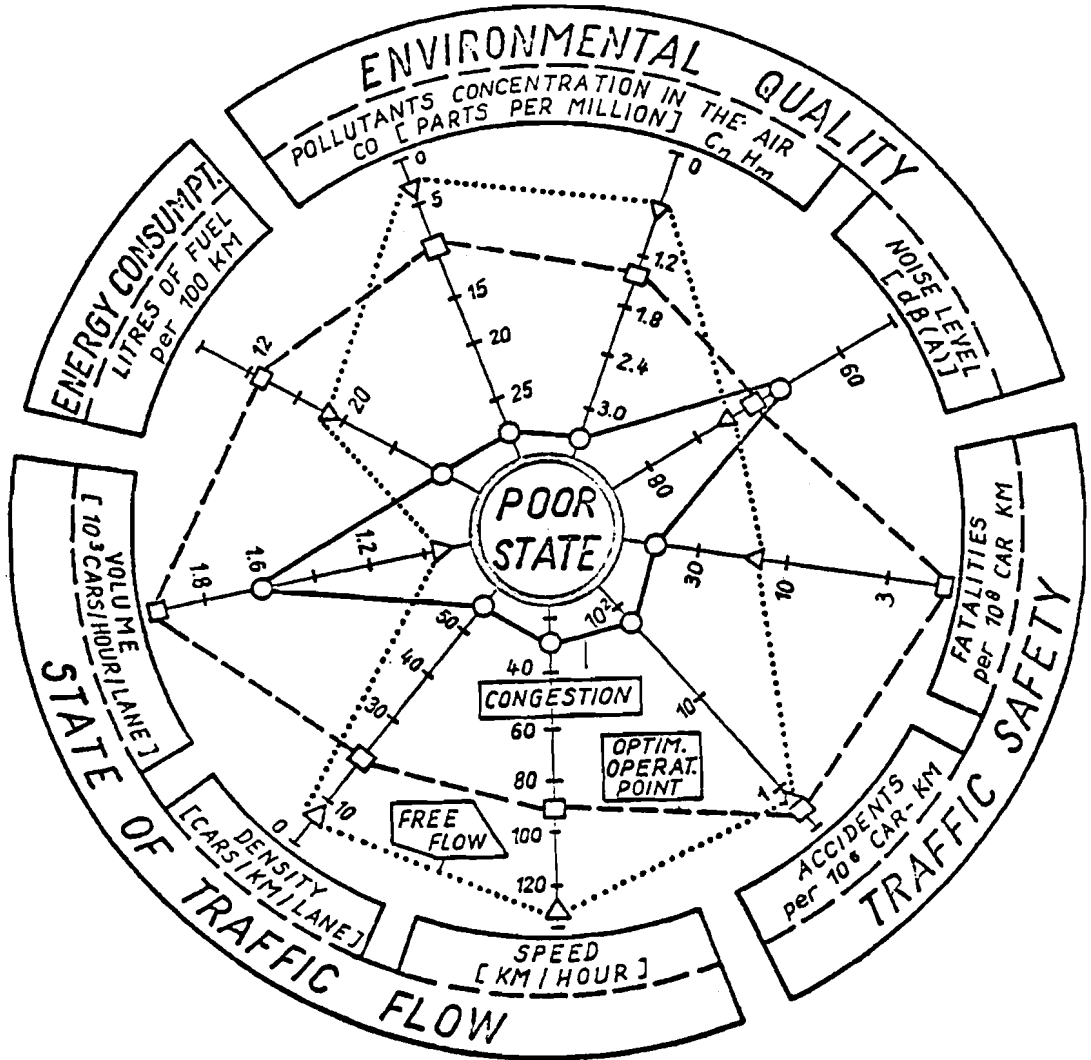 ENVIRONMENTAL QUALITY
POLLUTANTS CONCENTRATION IN THE AIR
CO [PARTS PER MILLION] CnHm
NOISE LEVEL
[dB(A)]
ENERGY CONSUMPT.
LITRES OF FUEL
per 100 KM
TRAFFIC SAFETY
FATALITIES
per 10⁸ CAR KM
ACCIDENTS
per 10⁶ CAR-KM
STATE OF TRAFFIC FLOW
VOLUME
[10³CARS/HOUR/LANE]
DENSITY
[CARS/KM/LANE]
SPEED
[KM/HOUR]
0
5
15
20
25
0
1.2
1.8
2.4
3.0
60
80
30
10
3
10²
10
1
40
60
80
100
120
50
40
30
10
0
1.8
1.6
1.2
12
20
POOR
STATE
CONGESTION
OPTIM.
OPERAT.
POINT
FREE
FLOW